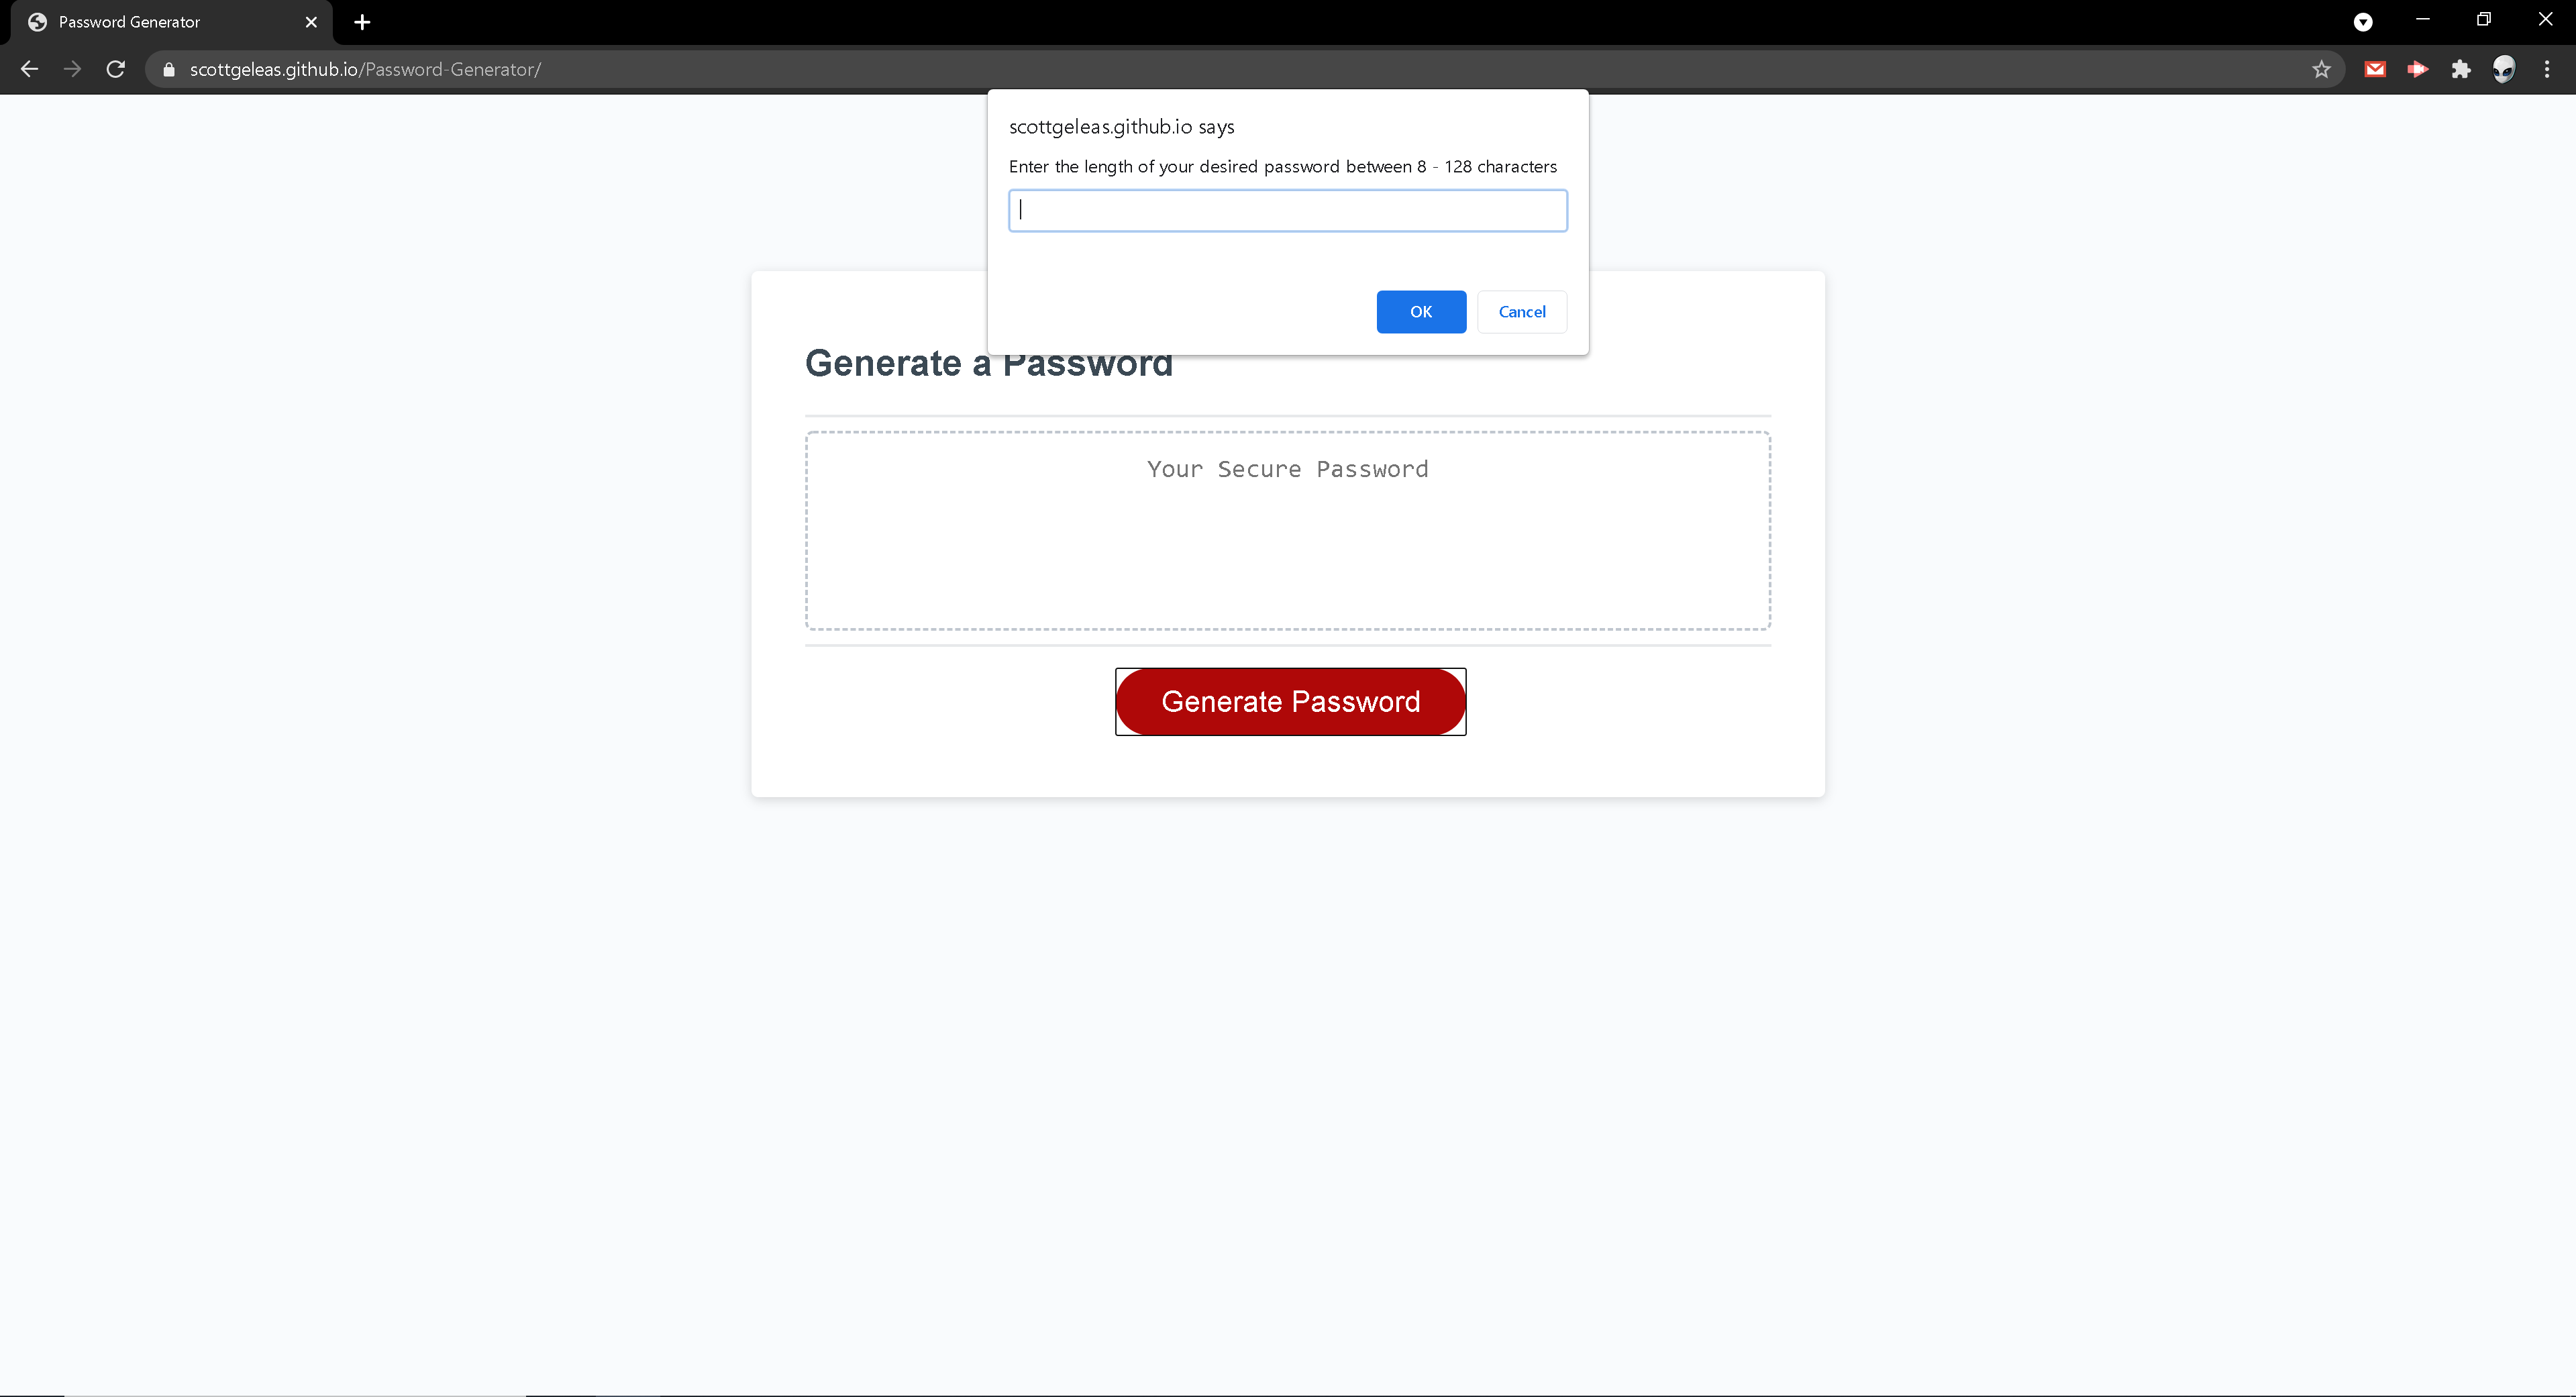 Password Generator
scottgeleas.github.io/Password-Generator/
scottgeleas.github.io says
Enter the length of your desired password between 8 - 128 characters
OK
Cancel
Generate a Password
Your Secure Password
Generate Password